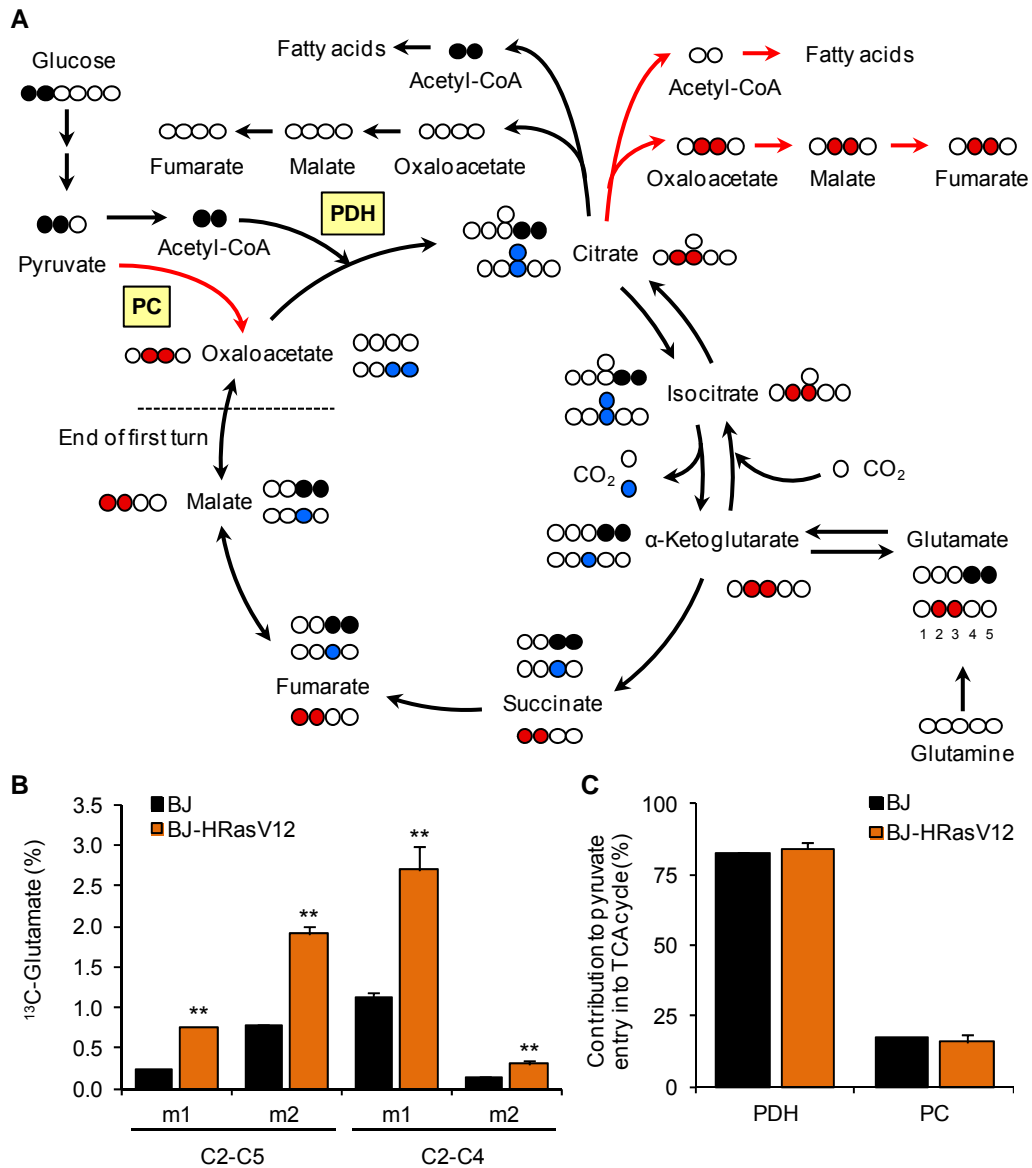 A
Glucose
Fatty acids
Acetyl-CoA
Acetyl-CoA
Fatty acids
Fumarate
Malate
Oxaloacetate
Oxaloacetate
Malate
Fumarate
Pyruvate
Acetyl-CoA
PDH
Citrate
PC
Oxaloacetate
Isocitrate
End of first turn
CO2
CO2
Malate
α-Ketoglutarate
Glutamate
1 2 3 4 5
Fumarate
Succinate
Glutamine
B
13C-Glutamate (%)
3.5
3.0
2.5
2.0
1.5
1.0
0.5
0.0
BJ
BJ-HRasV12
**
**
**
**
m1
m2
m1
m2
C2-C5
C2-C4
C
Contribution to pyruvate
entry into TCA cycle (%)
100
75
50
25
0
BJ
BJ-HRasV12
PDH
PC